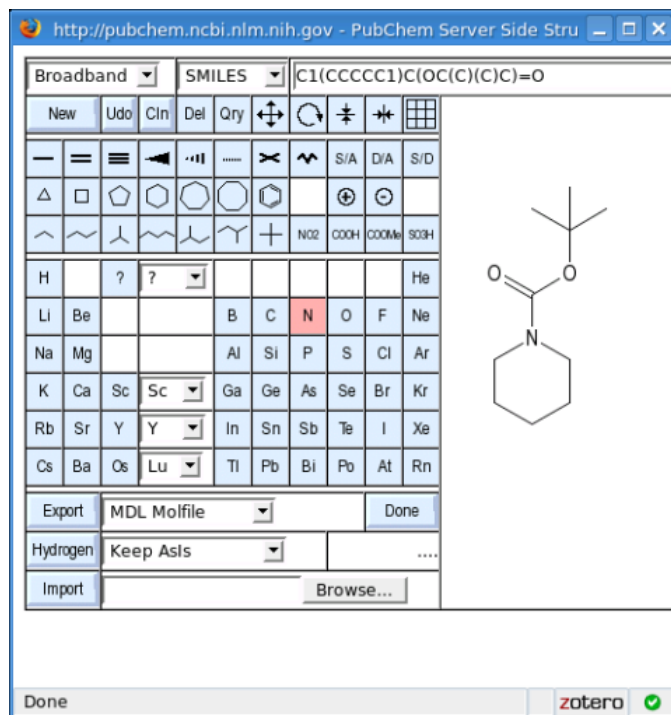 http://pubchem.ncbi.nlm.nih.gov - PubChem Server Side Stru
Broadband SMILES C1(CCCCC1)C(OC(C)(C)C)=O
New Udo Cln Del Qry
S/A D/A S/D
NO2 COOH COOMe SO3H
H ? ? He
Li Be B C N O F Ne
Na Mg Al Si P S Cl Ar
K Ca Sc Sc Ga Ge As Se Br Kr
Rb Sr Y Y In Sn Sb Te I Xe
Cs Ba Os Lu Tl Pb Bi Po At Rn
Export MDL Molfile Done
Hydrogen Keep AsIs ....
Import Browse...
O O
N
Done zotero